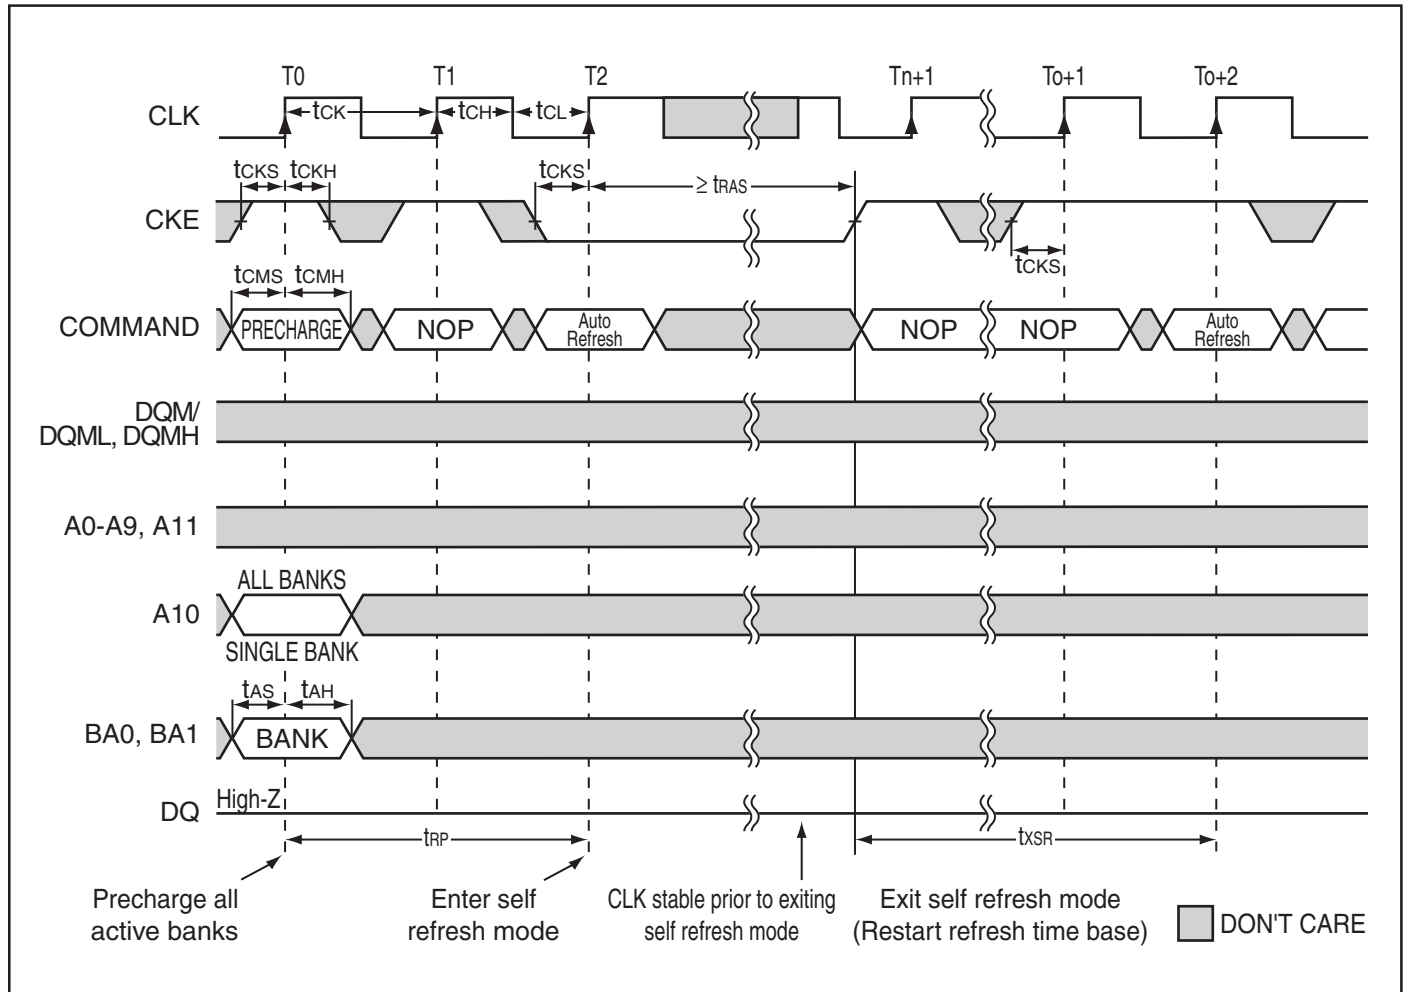 T0 T1 T2 Tn+1 To+1 To+2
CLK tCK tCH tCL
tCKS tCKH tCKS ≥ tRAS
CKE
tCKS
tCMS tCMH
COMMAND PRECHARGE NOP Auto Refresh NOP NOP Auto Refresh
DQM/
DQML, DQMH
A0-A9, A11
ALL BANKS
A10
SINGLE BANK
tAS tAH
BA0, BA1 BANK
High-Z
DQ
tRP tXSR
Precharge all
active banks
Enter self
refresh mode
CLK stable prior to exiting
self refresh mode
Exit self refresh mode
(Restart refresh time base)
DON'T CARE